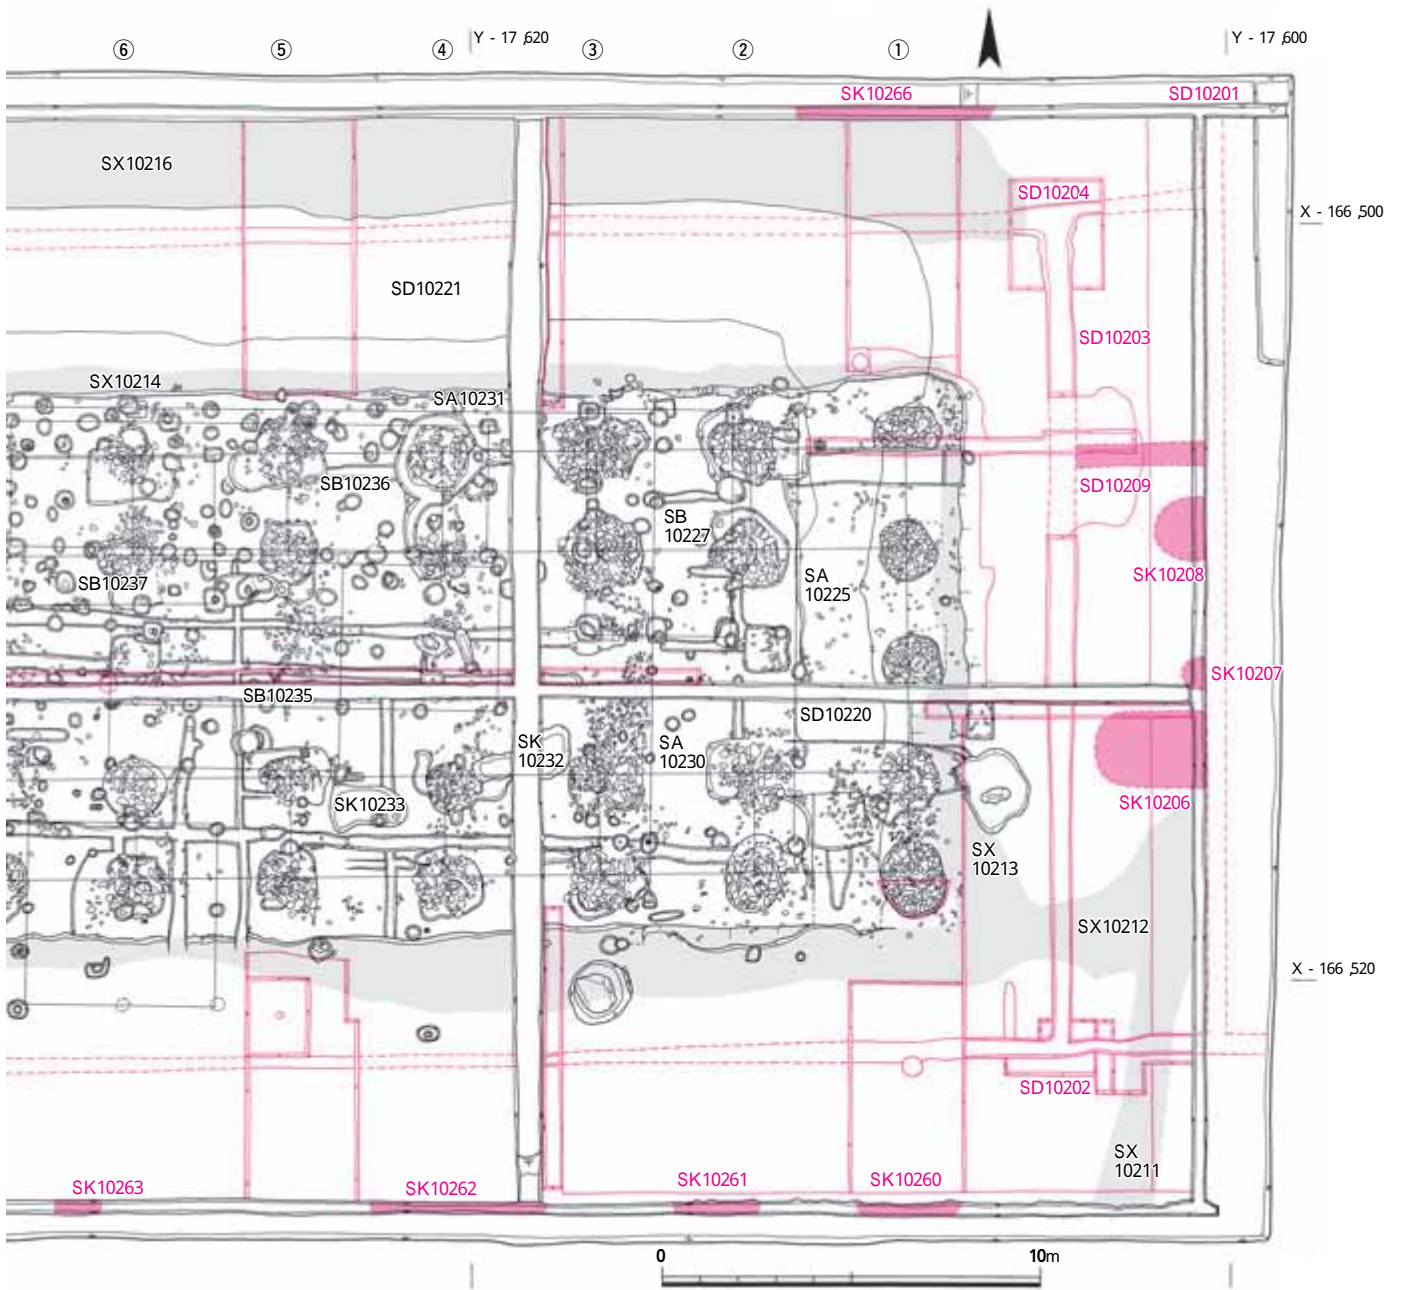 Y - 17,620
Y - 17,600
⑥
⑤
④
③
②
①
SK10266
SD10201
SX10216
SD10204
X - 166,500
SD10221
SD10203
SX10214
SA10231
SB10236
SD10209
SB
10227
SB10237
SA
10225
SK10208
SK10207
SB10235
SD10220
SK
10232
SA
10230
SK10233
SK10206
SX
10213
SX10212
X - 166,520
SD10202
SX
10211
SK10263
SK10262
SK10261
SK10260
0
10m